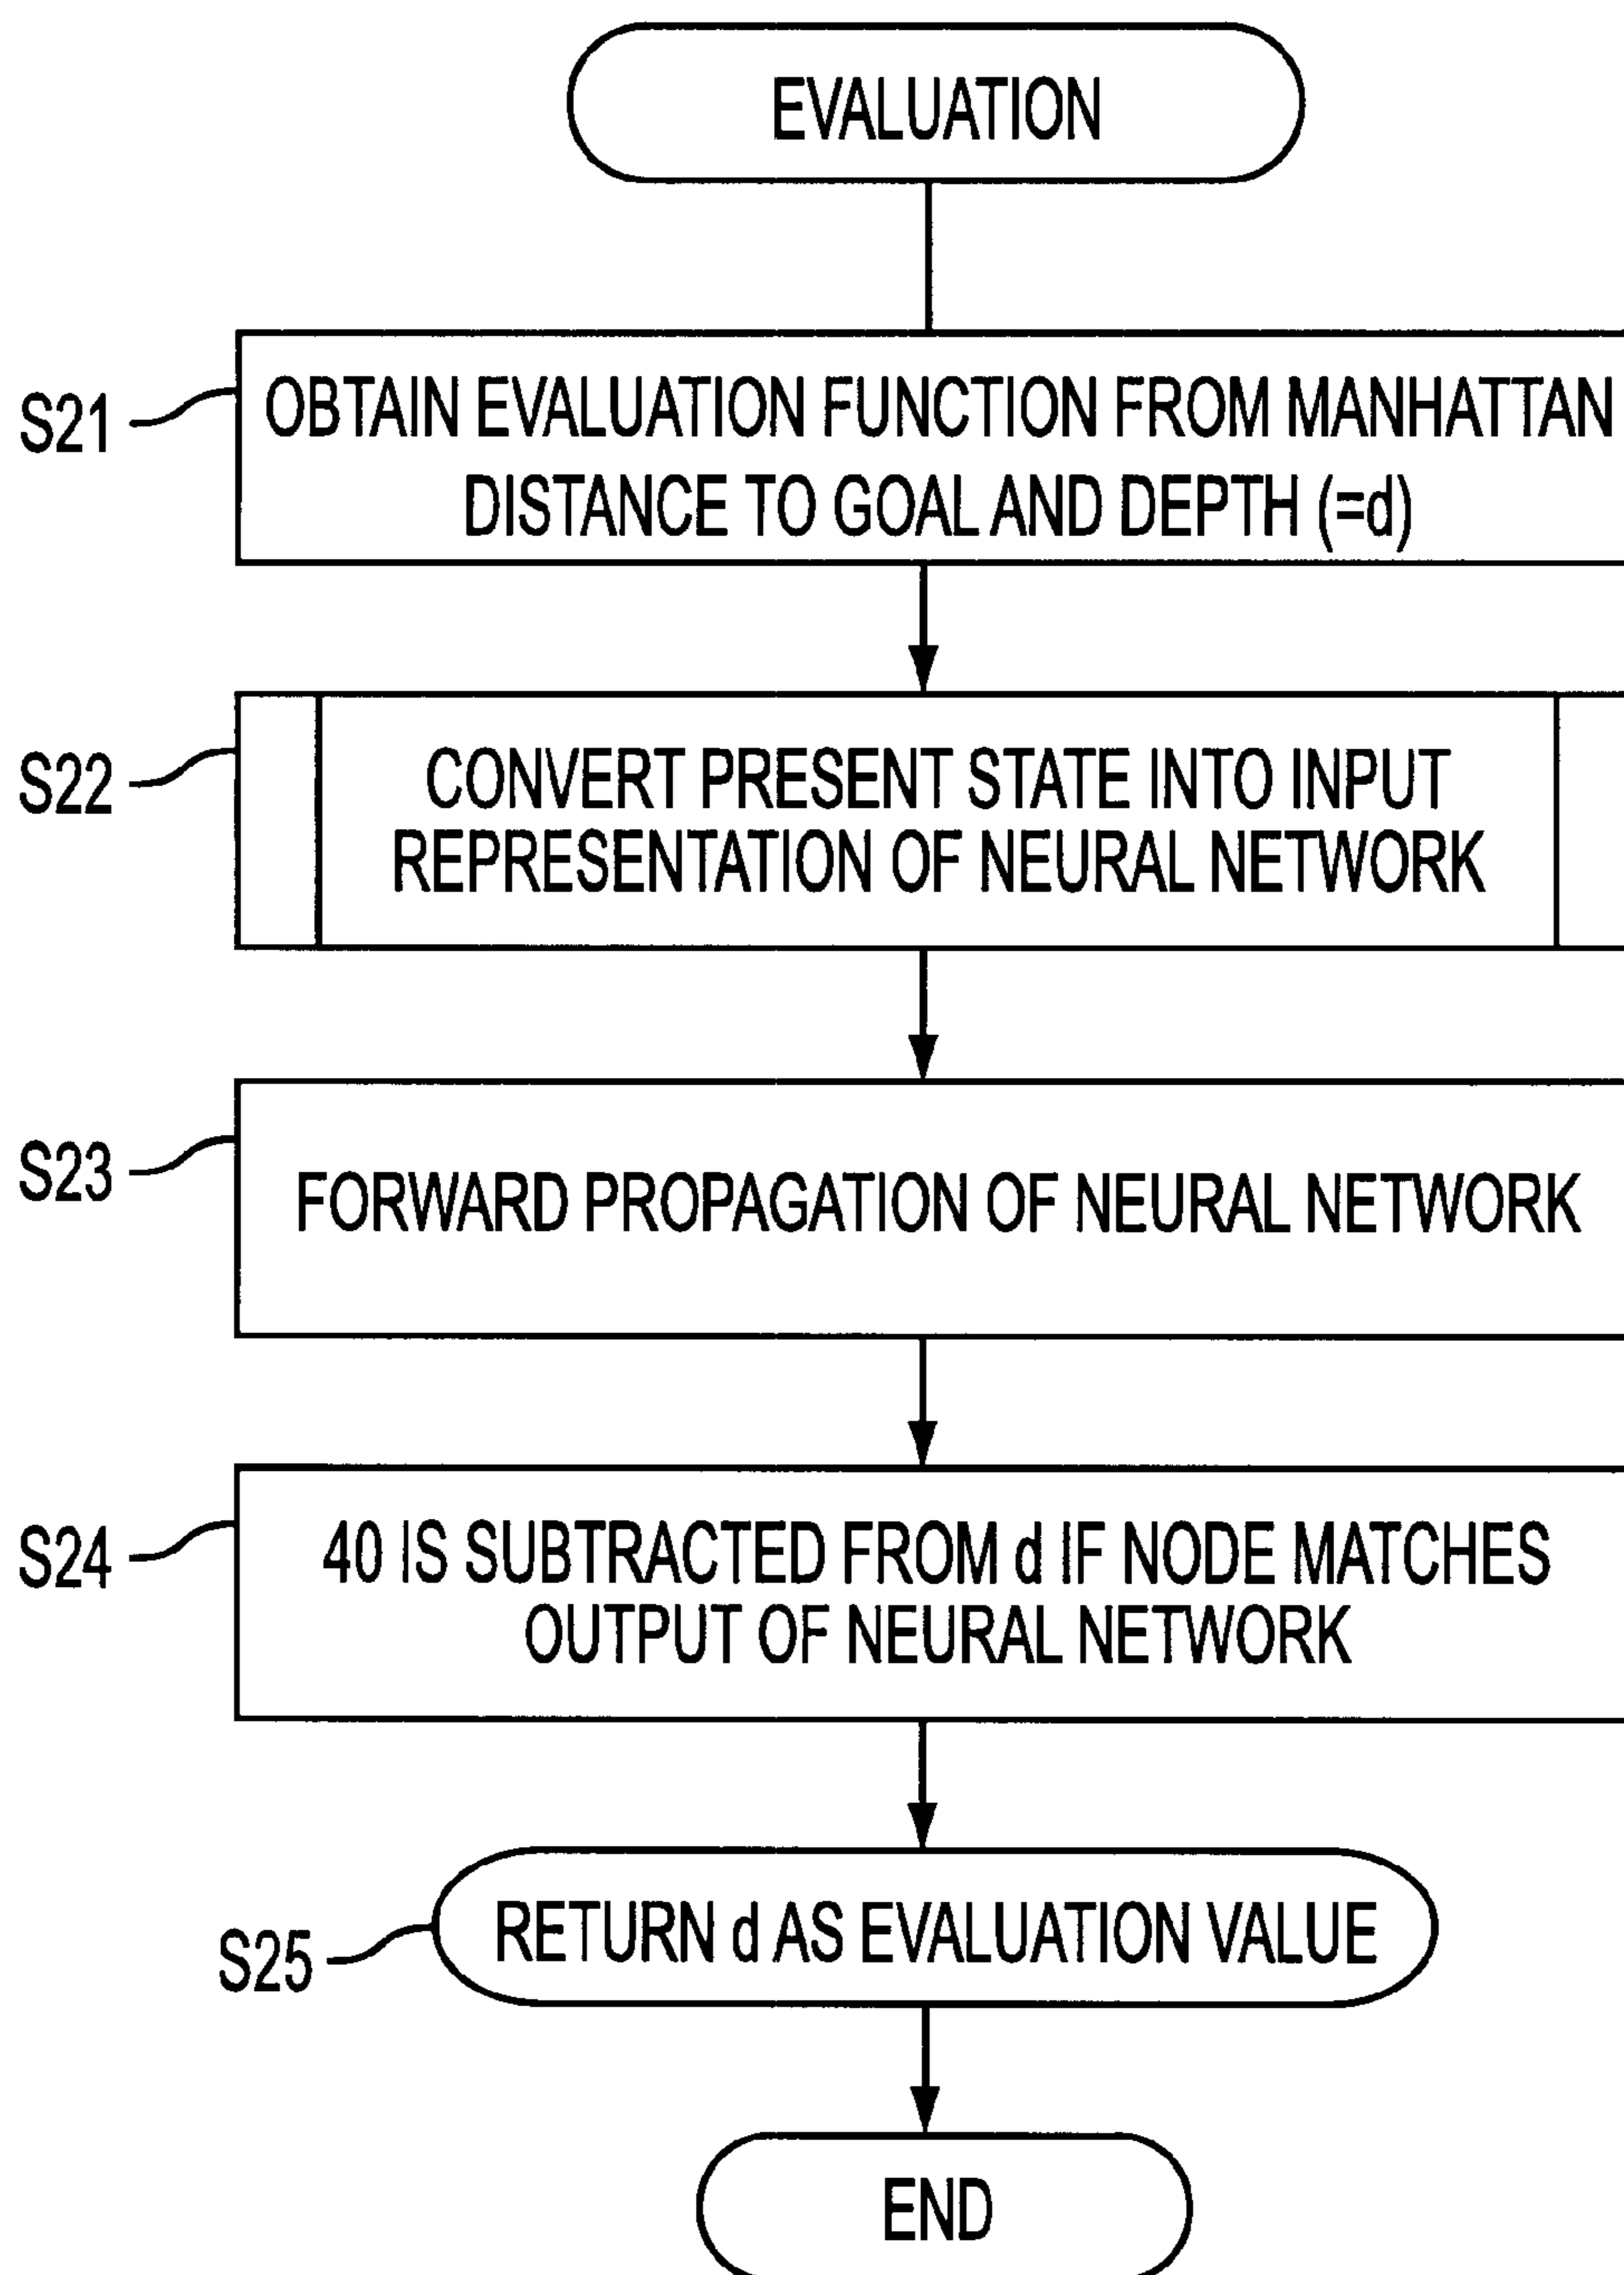 EVALUATION
S21
OBTAIN EVALUATION FUNCTION FROM MANHATTAN
DISTANCE TO GOAL AND DEPTH (=d)
S22
CONVERT PRESENT STATE INTO INPUT
REPRESENTATION OF NEURAL NETWORK
S23
FORWARD PROPAGATION OF NEURAL NETWORK
S24
40 IS SUBTRACTED FROM d IF NODE MATCHES
OUTPUT OF NEURAL NETWORK
S25
RETURN d AS EVALUATION VALUE
END